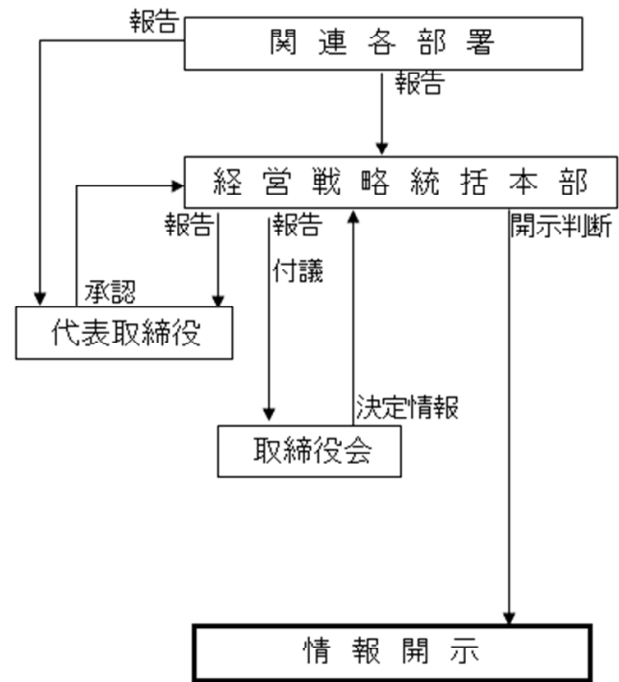 報告
関連各部署
報告
経営戦略統括本部
報告
報告
付議
開示判断
承認
代表取締役
決定情報
取締役会
情報開示